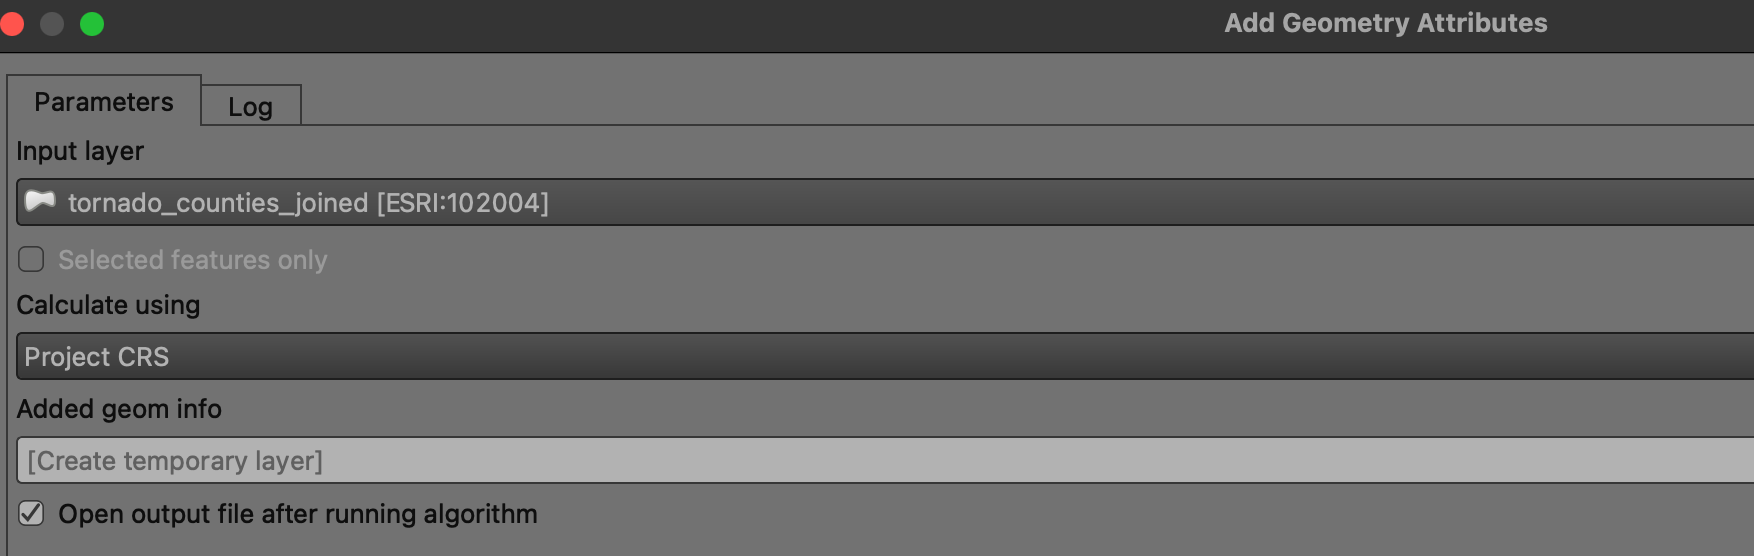 Add Geometry Attributes
Parameters
Log
Input layer
tornado_counties_joined [ESRI:102004]
Selected features only
Calculate using
Project CRS
Added geom info
[Create temporary layer]
Open output file after running algorithm